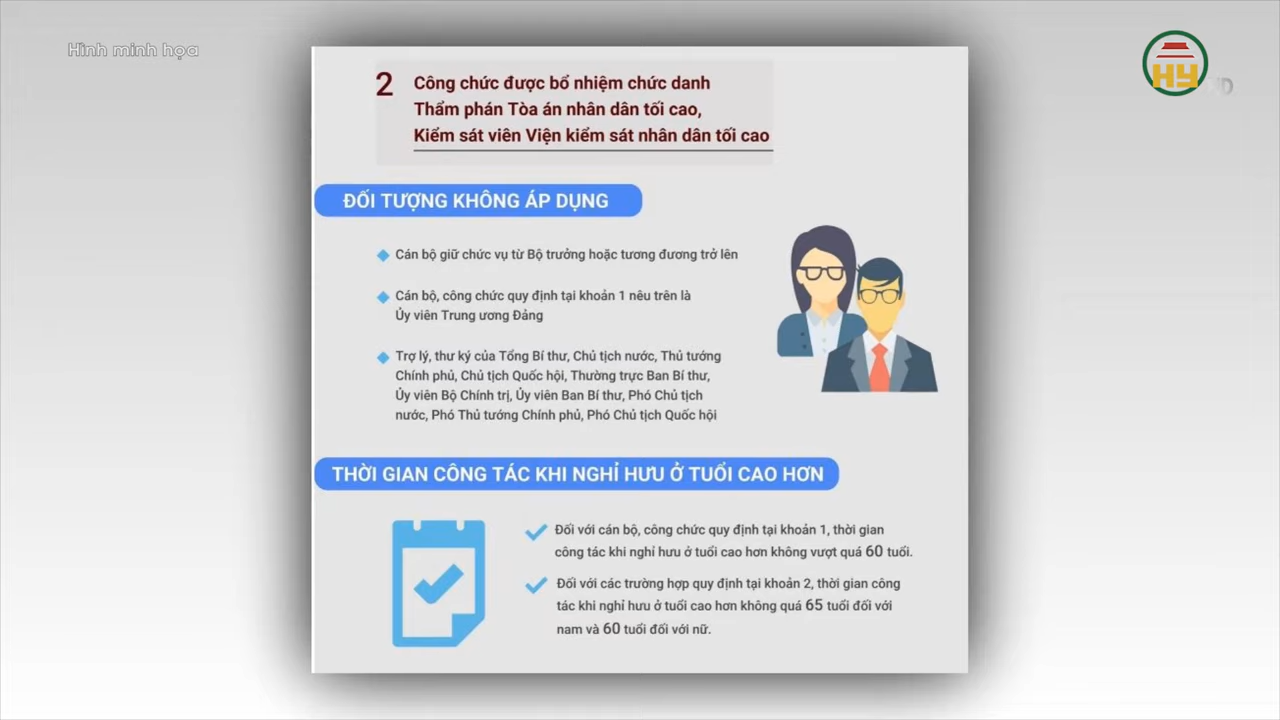 Hình minh họa
HY
HD
2 Công chức được bổ nhiệm chức danh
Thẩm phán Tòa án nhân dân tối cao,
Kiểm sát viên Viện kiểm sát nhân dân tối cao
ĐỐI TƯỢNG KHÔNG ÁP DỤNG
Cán bộ giữ chức vụ từ Bộ trưởng hoặc tương đương trở lên
Cán bộ, công chức quy định tại khoản 1 nêu trên là
Ủy viên Trung ương Đảng
Trợ lý, thư ký của Tổng Bí thư, Chủ tịch nước, Thủ tướng
Chính phủ, Chủ tịch Quốc hội, Thường trực Ban Bí thư,
Ủy viên Bộ Chính trị, Ủy viên Ban Bí thư, Phó Chủ tịch
nước, Phó Thủ tướng Chính phủ, Phó Chủ tịch Quốc hội
THỜI GIAN CÔNG TÁC KHI NGHỈ HƯU Ở TUỔI CAO HƠN
Đối với cán bộ, công chức quy định tại khoản 1, thời gian
công tác khi nghỉ hưu ở tuổi cao hơn không vượt quá 60 tuổi.
Đối với các trường hợp quy định tại khoản 2, thời gian công
tác khi nghỉ hưu ở tuổi cao hơn không quá 65 tuổi đối với
nam và 60 tuổi đối với nữ.